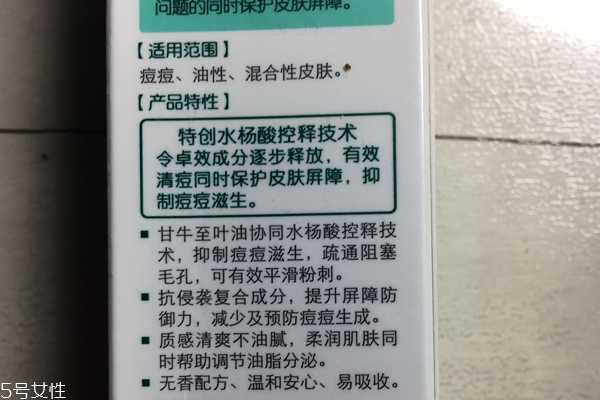 问题的同时保护皮肤屏障。
【适用范围】
痘痘、油性、混合性皮肤。
【产品特性】
特创水杨酸控释技术
令卓效成分逐步释放，有效
清痘同时保护皮肤屏障，抑
制痘痘滋生。
▪ 甘牛至叶油协同水杨酸控释技
术，抑制痘痘滋生，疏通阻塞
毛孔，可有效平滑粉刺。
▪ 抗侵袭复合成分，提升屏障防
御力，减少及预防痘痘生成。
▪ 质感清爽不油腻，柔润肌肤同
时帮助调节油脂分泌。
▪ 无香配方、温和安心、易吸收。
5号女性